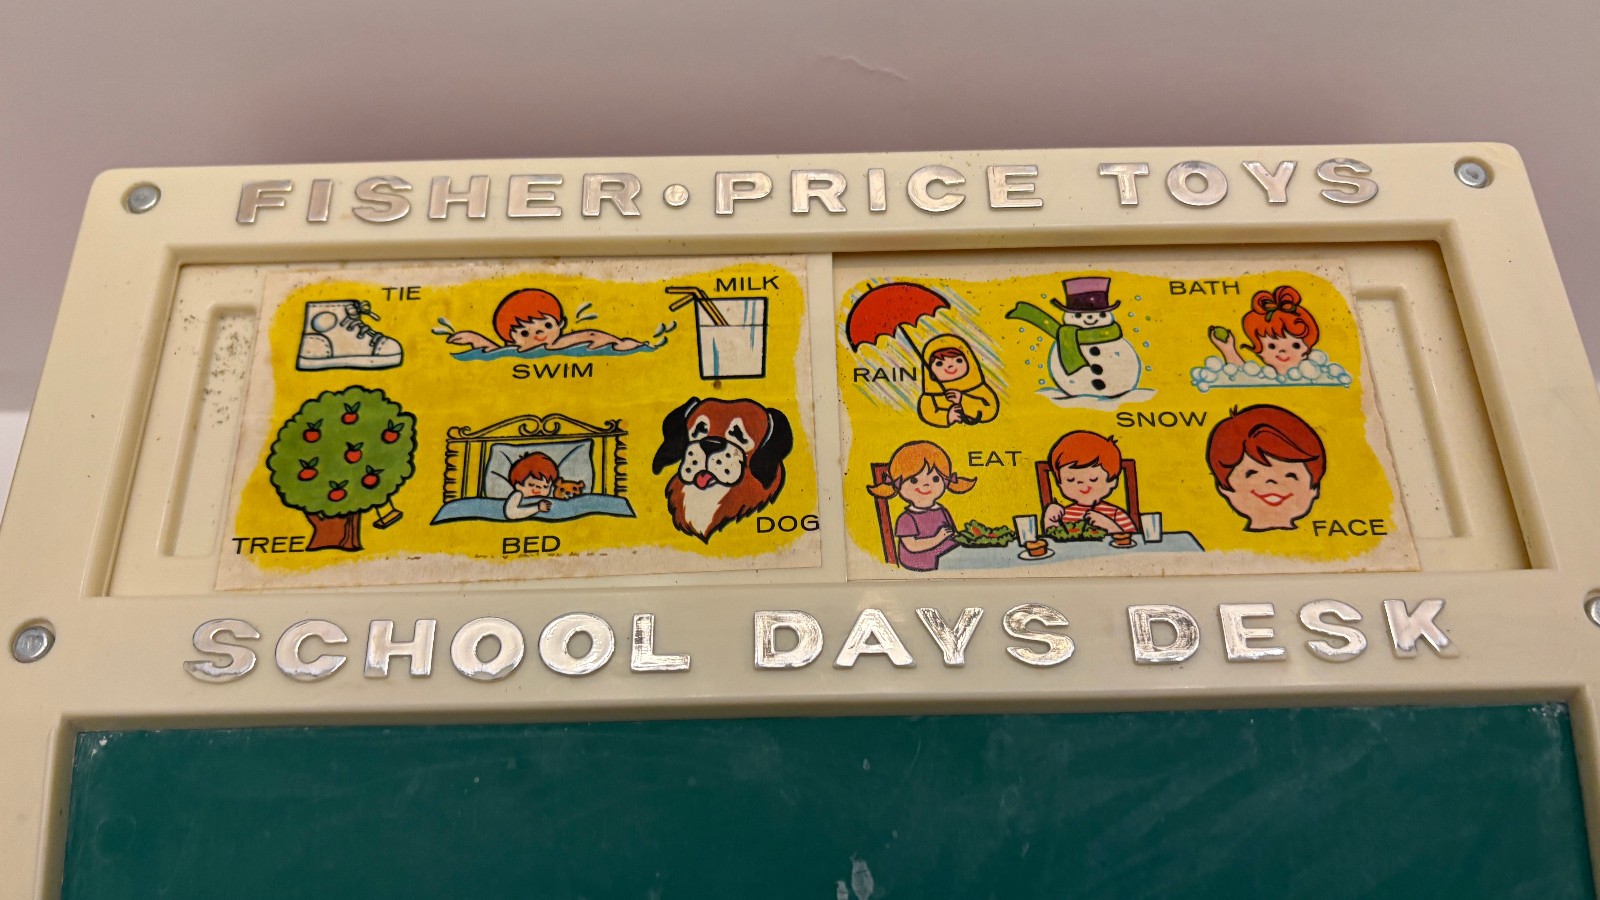 FISHER·PRICE TOYS
TIE
SWIM
MILK
TREE
BED
DOG
RAIN
SNOW
BATH
EAT
FACE
SCHOOL DAYS DESK